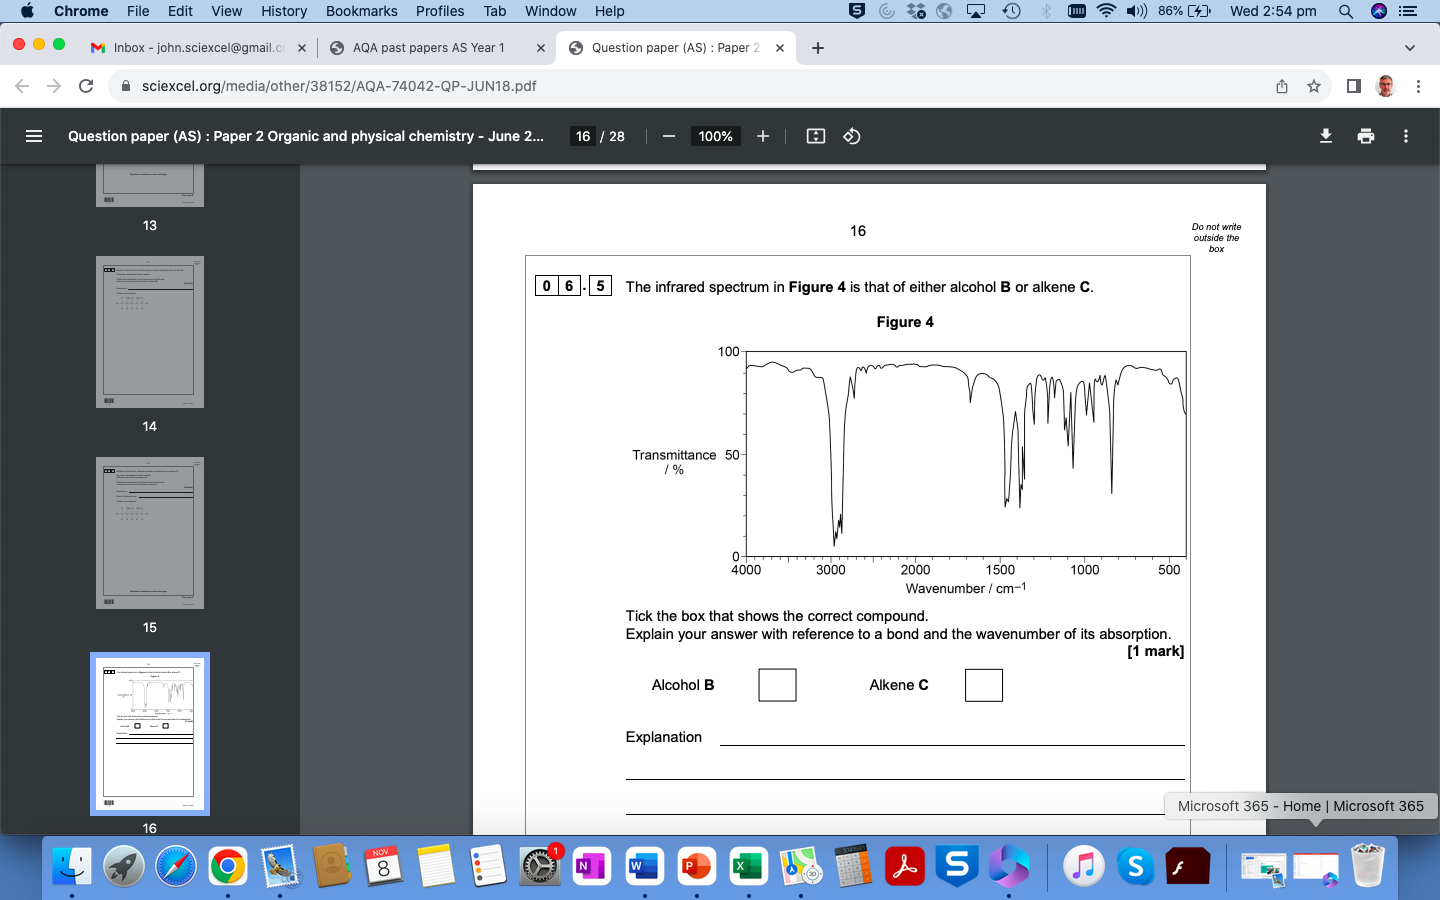 Chrome File Edit View History Bookmarks Profiles Tab Window Help
86% Wed 2:54 pm
Inbox - john.sciexcel@gmail.c
AQA past papers AS Year 1
Question paper (AS) : Paper 2
sciexcel.org/media/other/38152/AQA-74042-QP-JUN18.pdf
Question paper (AS) : Paper 2 Organic and physical chemistry - June 2...
16 / 28
100%
13
14
15
16
16
Do not write
outside the
box
0 6 . 5 The infrared spectrum in Figure 4 is that of either alcohol B or alkene C.
Figure 4
100
Transmittance 50
/ %
0
4000 3000 2000 1500 1000 500
Wavenumber / cm–1
Tick the box that shows the correct compound.
Explain your answer with reference to a bond and the wavenumber of its absorption.
[1 mark]
Alcohol B Alkene C
Explanation
Microsoft 365 - Home | Microsoft 365
NOV
8
1
N
W
P
X
3D
S
S
f